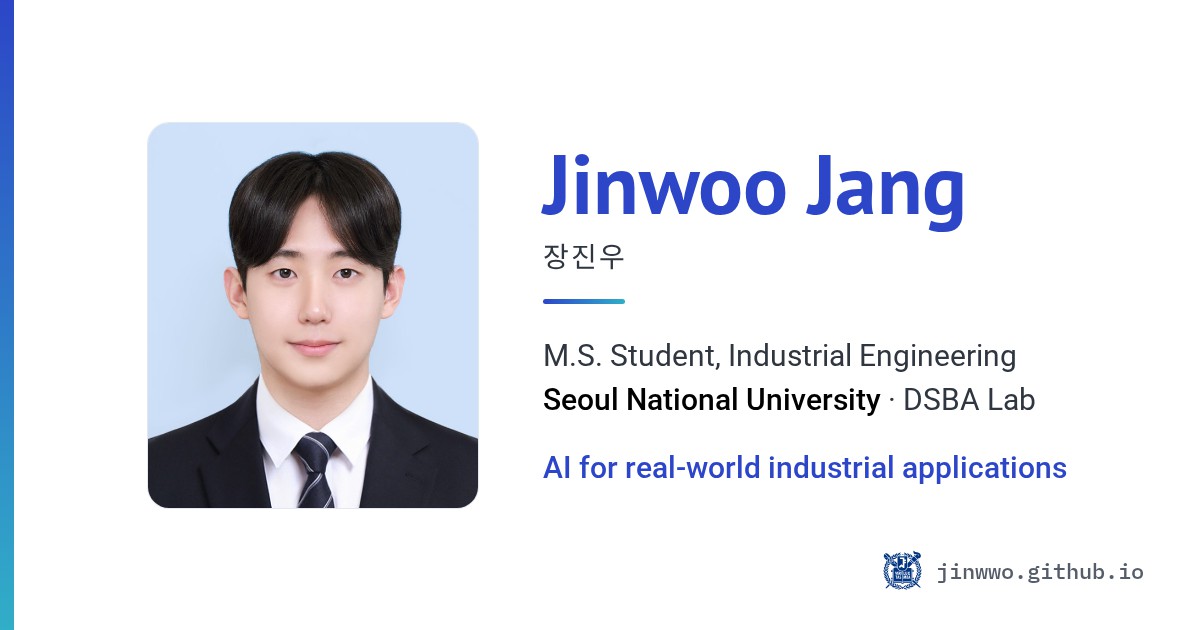 Jinwoo Jang
장진우
M.S. Student, Industrial Engineering
Seoul National University · DSBA Lab
AI for real-world industrial applications
jinwwo.github.io